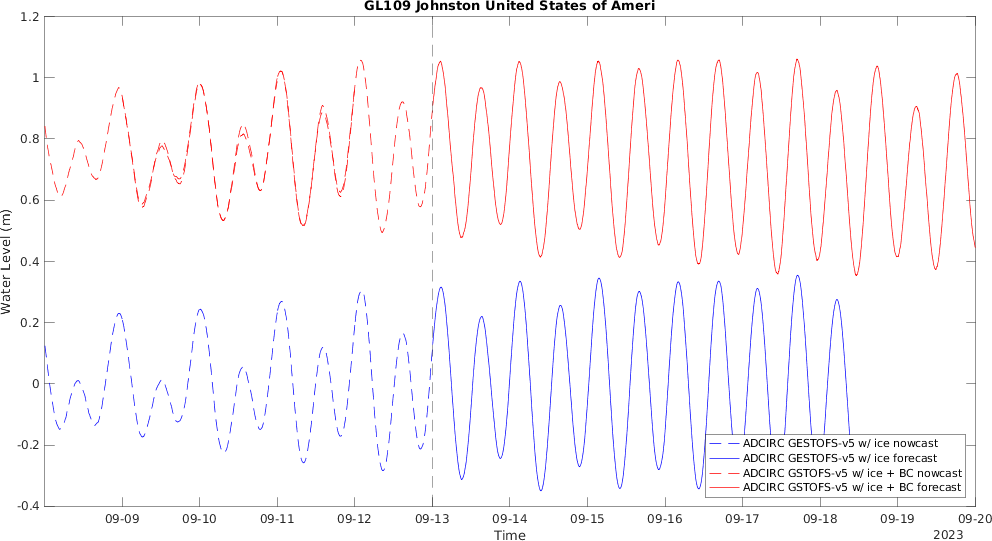 GL109 Johnston United States of Ameri
1.2
1
0.8
0.6
0.4
0.2
0
-0.2
-0.4
Water Level (m)
ADCIRC GESTOFS-v5 w/ ice nowcast
ADCIRC GESTOFS-v5 w/ ice forecast
ADCIRC GSTOFS-v5 w/ ice + BC nowcast
ADCIRC GSTOFS-v5 w/ ice + BC forecast
09-09 09-10 09-11 09-12 09-13 09-14 09-15 09-16 09-17 09-18 09-19 09-20
Time
2023